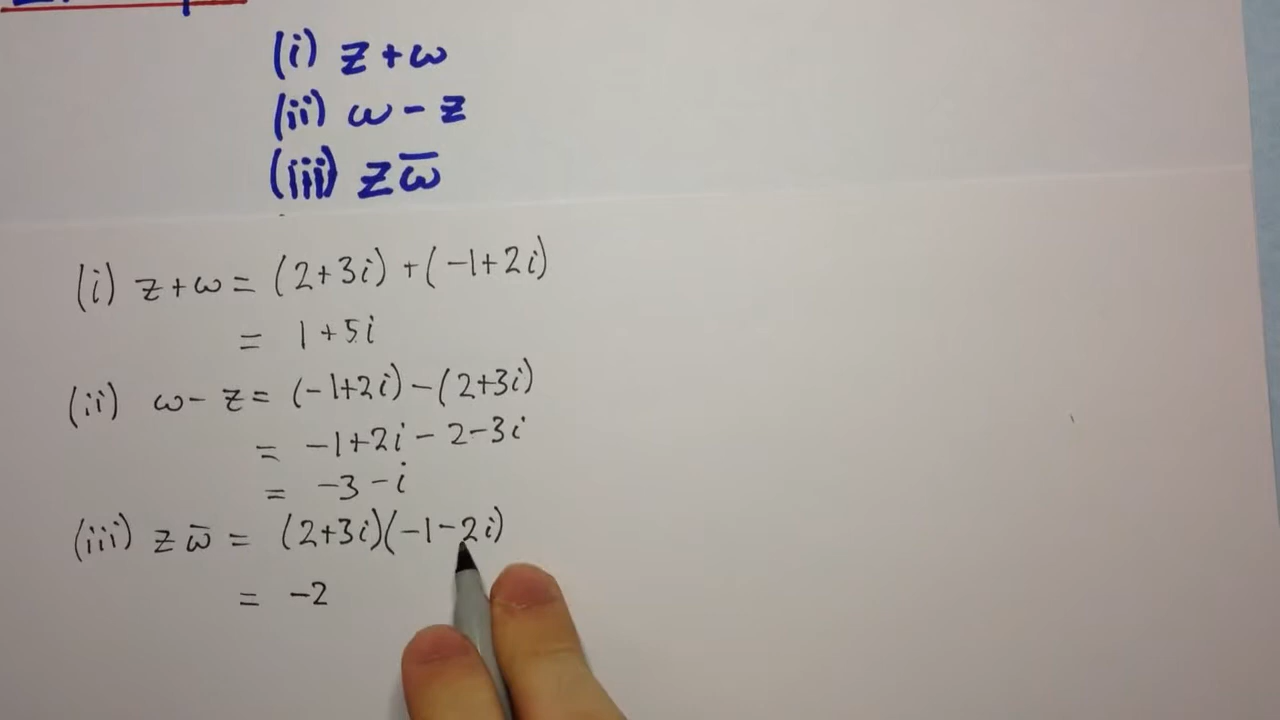 (i) z + ω
(ii) ω - z
(iii) z ω̅
(i) z + ω = (2+3i) + (-1+2i)
= 1+5i
(ii) ω - z = (-1+2i) - (2+3i)
= -1+2i - 2-3i
= -3 - i
(iii) z ω̅ = (2+3i)(-1-2i)
= -2